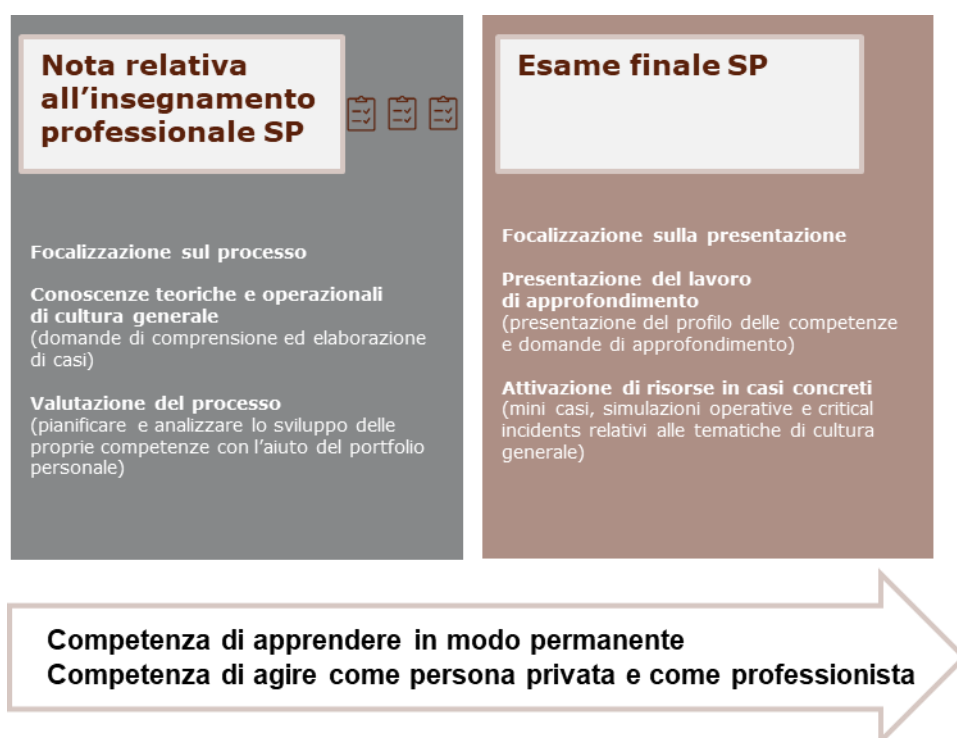 Nota relativa
all’insegnamento
professionale SP
Focalizzazione sul processo
Conoscenze teoriche e operazionali
di cultura generale
(domande di comprensione ed elaborazione
di casi)
Valutazione del processo
(pianificare e analizzare lo sviluppo delle
proprie competenze con l’aiuto del portfolio
personale)
Esame finale SP
Focalizzazione sulla presentazione
Presentazione del lavoro
di approfondimento
(presentazione del profilo delle competenze
e domande di approfondimento)
Attivazione di risorse in casi concreti
(mini casi, simulazioni operative e critical
incidents relativi alle tematiche di cultura
generale)
Competenza di apprendere in modo permanente
Competenza di agire come persona privata e come professionista